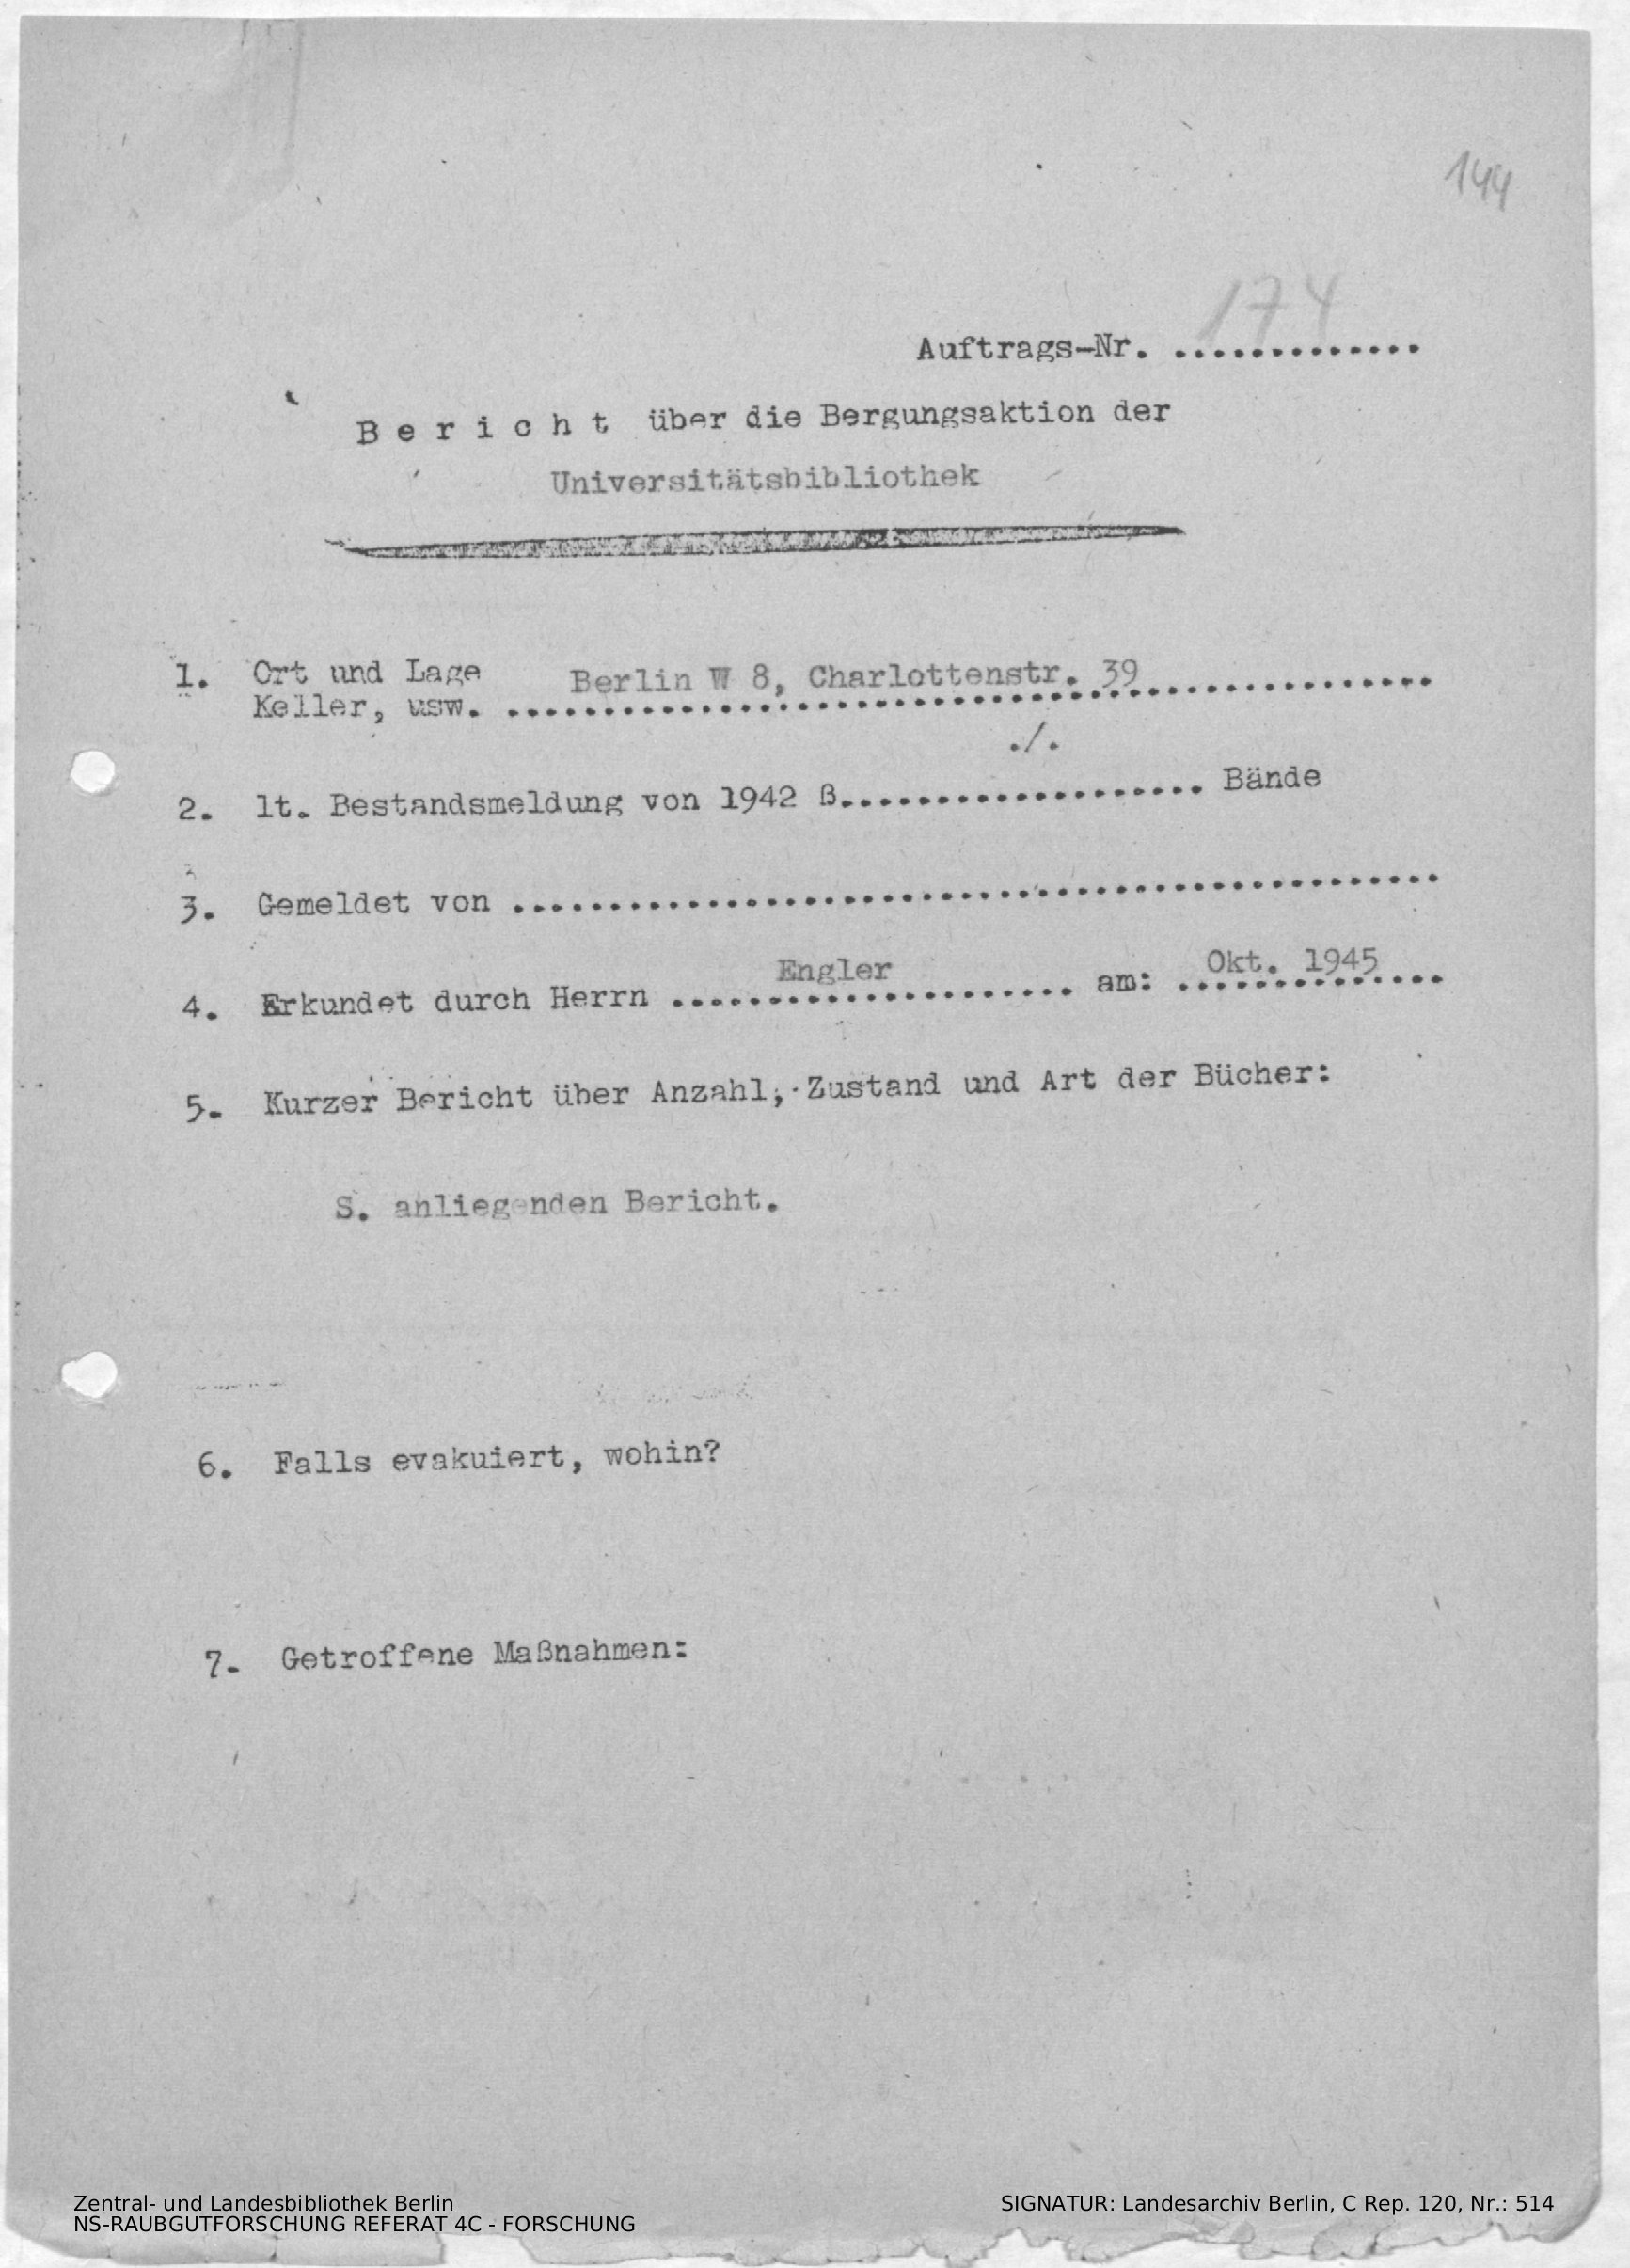 144
Auftrags-Nr. 174 .............
B e r i c h t über die Bergungsaktion der
Universitätsbibliothek
1. Ort und Lage Berlin W 8, Charlottenstr. 39
Keller, usw. ................................................
./.
2. lt. Bestandsmeldung von 1942 ß................... Bände
3. Gemeldet von ................................................
4. Erkundet durch Herrn Engler ..................... am: Okt. 1945 ..............
5. Kurzer Bericht über Anzahl, Zustand und Art der Bücher:
S. anliegenden Bericht.
6. Falls evakuiert, wohin?
7. Getroffene Maßnahmen:
Zentral- und Landesbibliothek Berlin
NS-RAUBGUTFORSCHUNG REFERAT 4C - FORSCHUNG
SIGNATUR: Landesarchiv Berlin, C Rep. 120, Nr.: 514